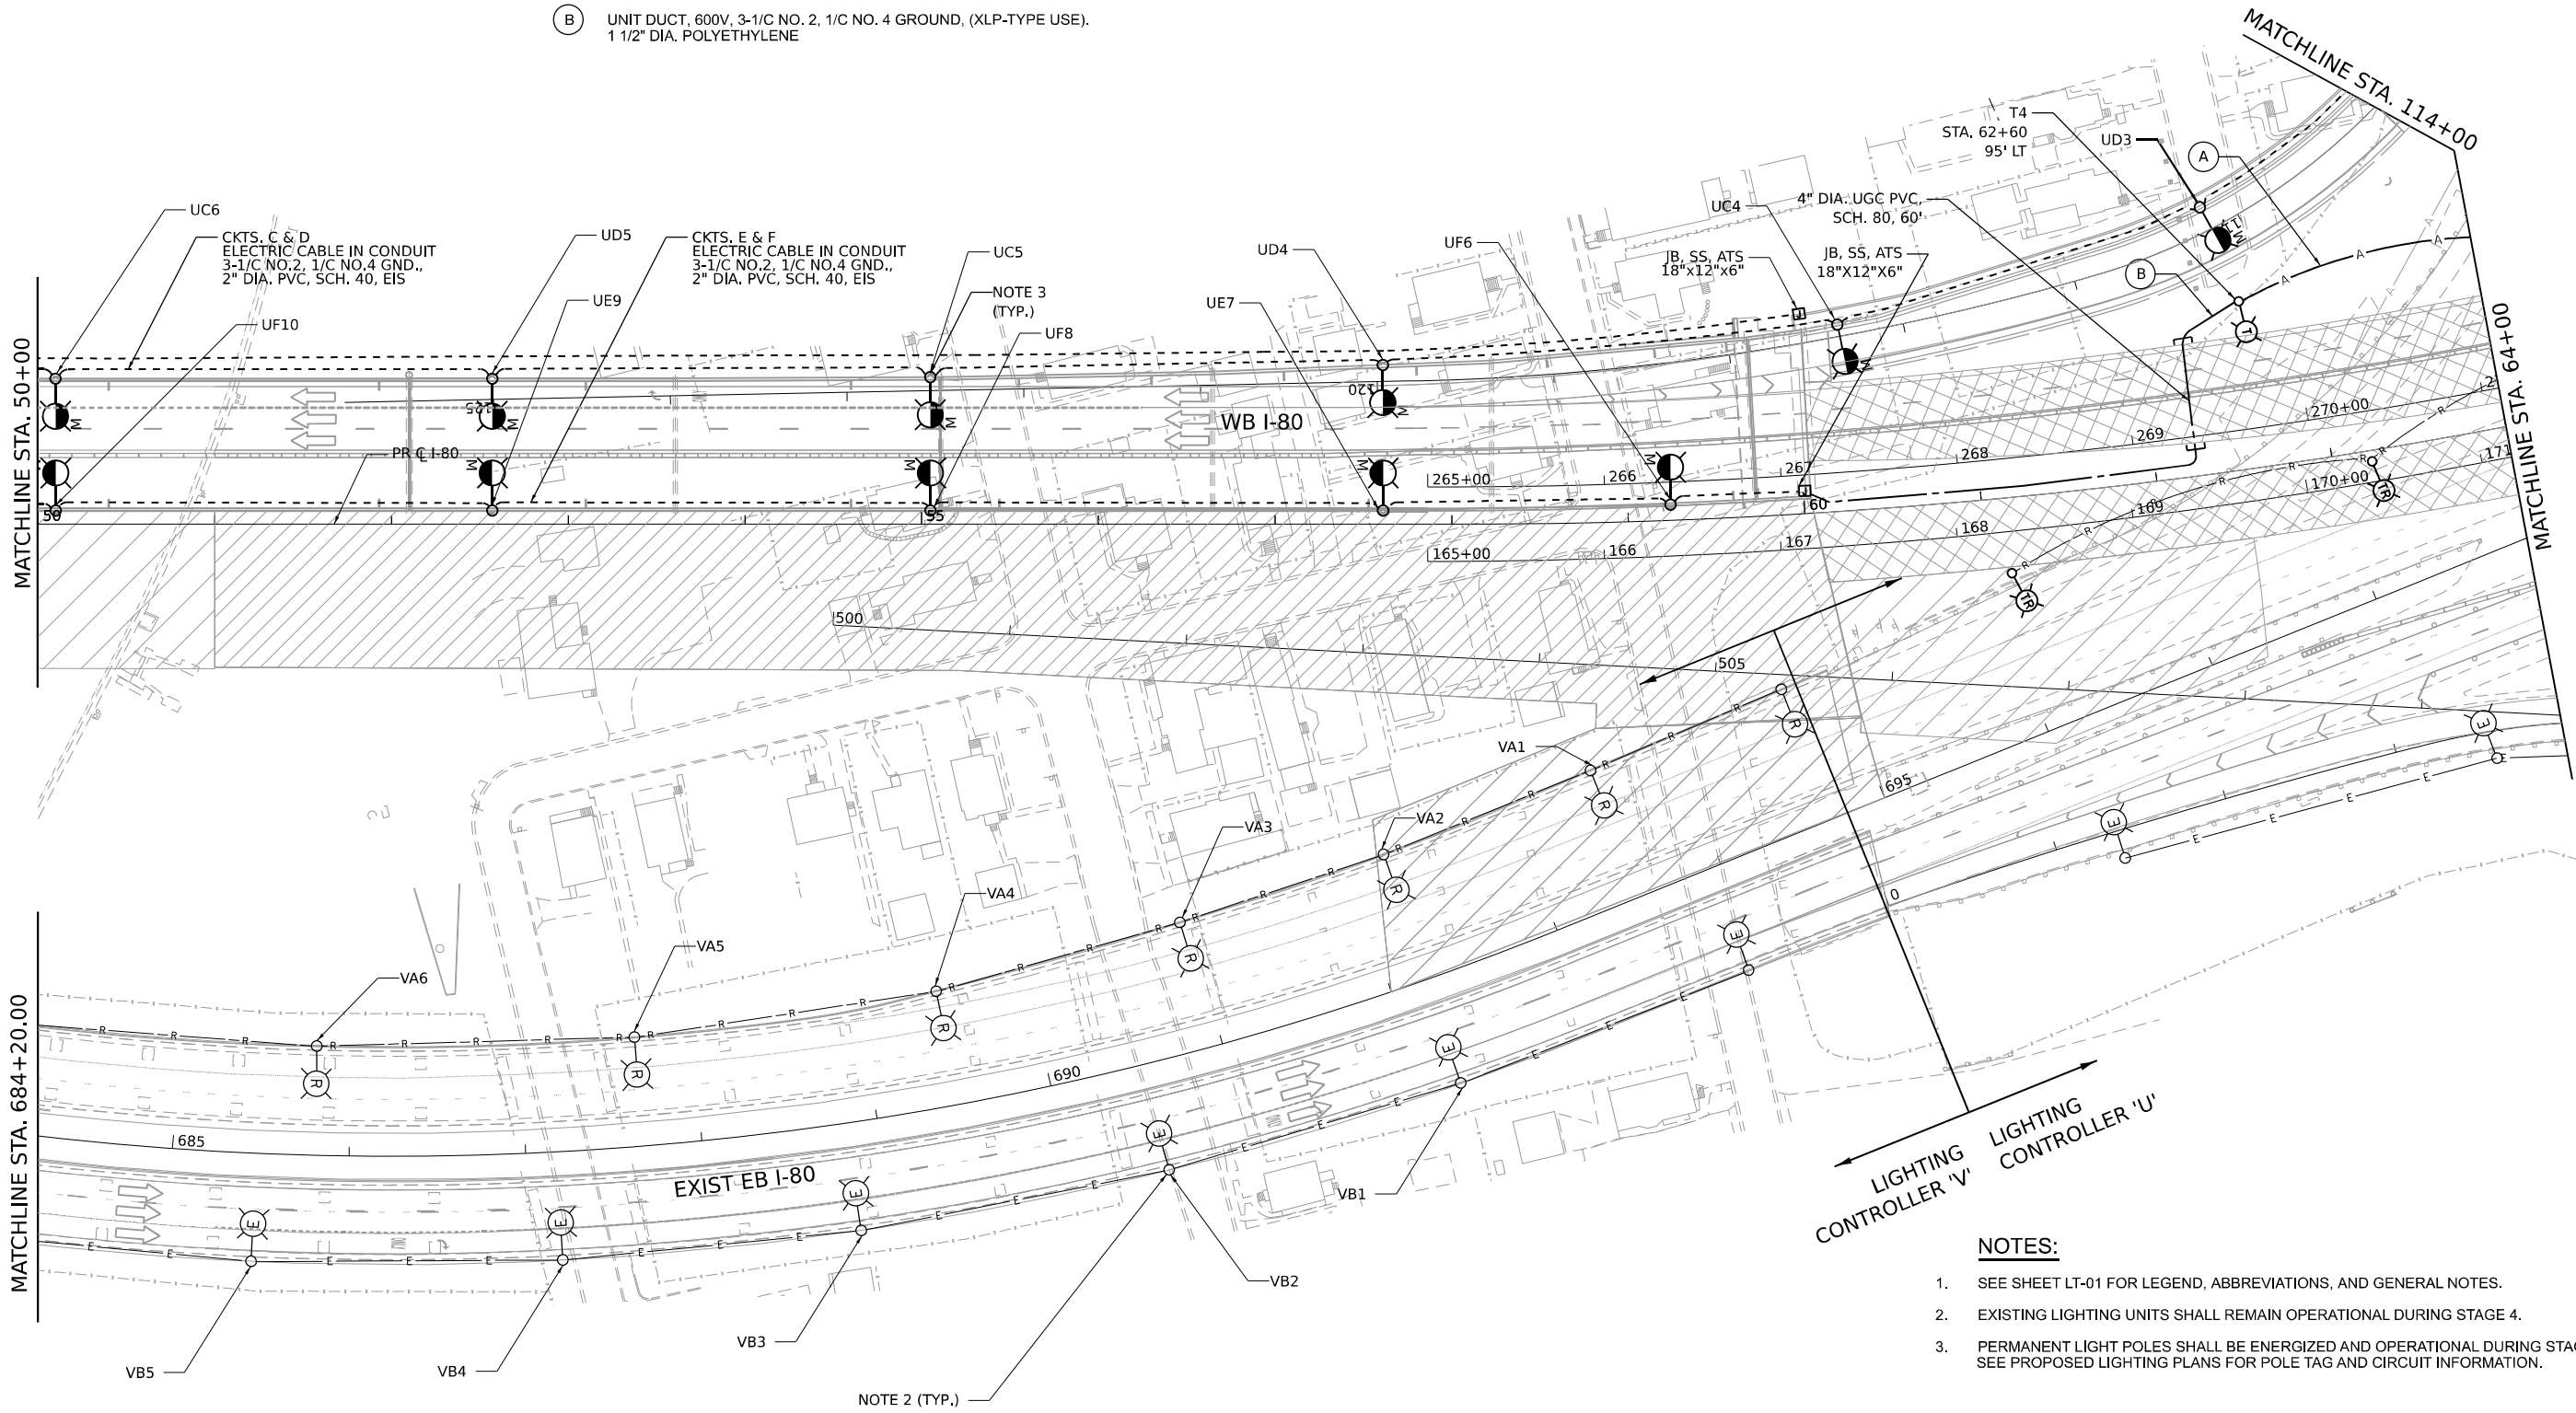 B
UNIT DUCT, 600V, 3-1/C NO. 2, 1/C NO. 4 GROUND, (XLP-TYPE USE).
1 1/2" DIA. POLYETHYLENE
MATCHLINE STA. 114+00
T4
STA. 62+60
95' LT
UD3
A
UC6
CKTS. C & D
ELECTRIC CABLE IN CONDUIT
3-1/C NO.2, 1/C NO.4 GND.,
2" DIA. PVC, SCH. 40, EIS
UD5
CKTS. E & F
ELECTRIC CABLE IN CONDUIT
3-1/C NO.2, 1/C NO.4 GND.,
2" DIA. PVC, SCH. 40, EIS
UC5
UD4
UF6
UC4
4" DIA. UGC PVC,
SCH. 80, 60'
JB, SS, ATS
18"x12"x6"
JB, SS, ATS
18"X12"X6"
B
UE9
NOTE 3
(TYP.)
UE7
UF10
UF8
MATCHLINE STA. 50+00
MATCHLINE STA. 64+00
125
120
WB I-80
PR ℄ I-80
265+00
266
267
268
269
270+00
50
55
60
165+00
166
167
168
169
170+00
171
T
TR
TR
500
505
VA1
VA2
VA3
VA4
VA5
VA6
695
0
MATCHLINE STA. 684+20.00
685
690
EXIST EB I-80
VB1
VB2
VB3
VB4
VB5
NOTE 2 (TYP.)
LIGHTING
CONTROLLER 'V'
LIGHTING
CONTROLLER 'U'
NOTES:
1. SEE SHEET LT-01 FOR LEGEND, ABBREVIATIONS, AND GENERAL NOTES.
2. EXISTING LIGHTING UNITS SHALL REMAIN OPERATIONAL DURING STAGE 4.
3. PERMANENT LIGHT POLES SHALL BE ENERGIZED AND OPERATIONAL DURING
SEE PROPOSED LIGHTING PLANS FOR POLE TAG AND CIRCUIT INFORMATION.